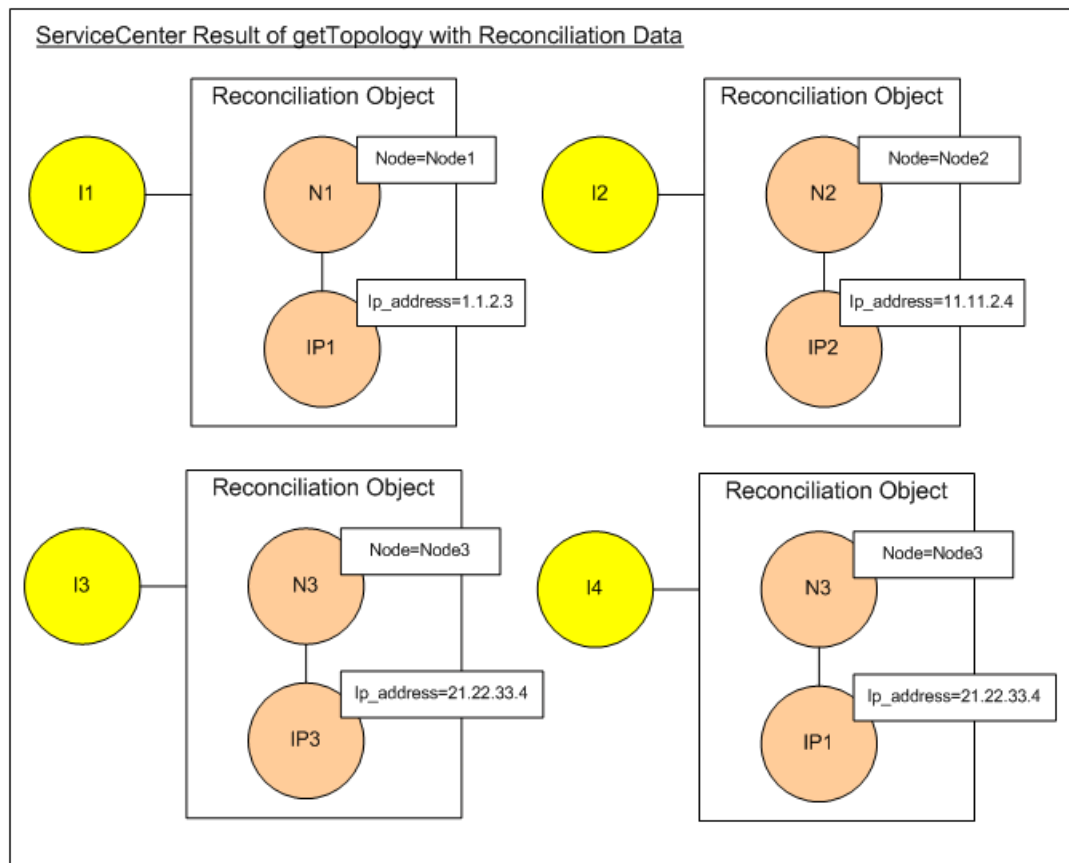 ServiceCenter Result of getTopology with Reconciliation Data
Reconciliation Object
I1
N1
Node=Node1
Ip_address=1.1.2.3
IP1
Reconciliation Object
I2
N2
Node=Node2
Ip_address=11.11.2.4
IP2
Reconciliation Object
I3
N3
Node=Node3
Ip_address=21.22.33.4
IP3
Reconciliation Object
I4
N3
Node=Node3
Ip_address=21.22.33.4
IP1